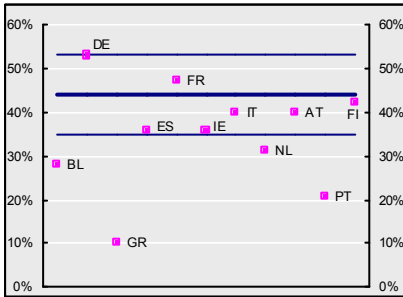 60% 60%
DE
50% 50%
FR
40% IT AT 40%
FI
ES IE
30% NL 30%
BL
20% PT 20%
10% GR 10%
0% 0%